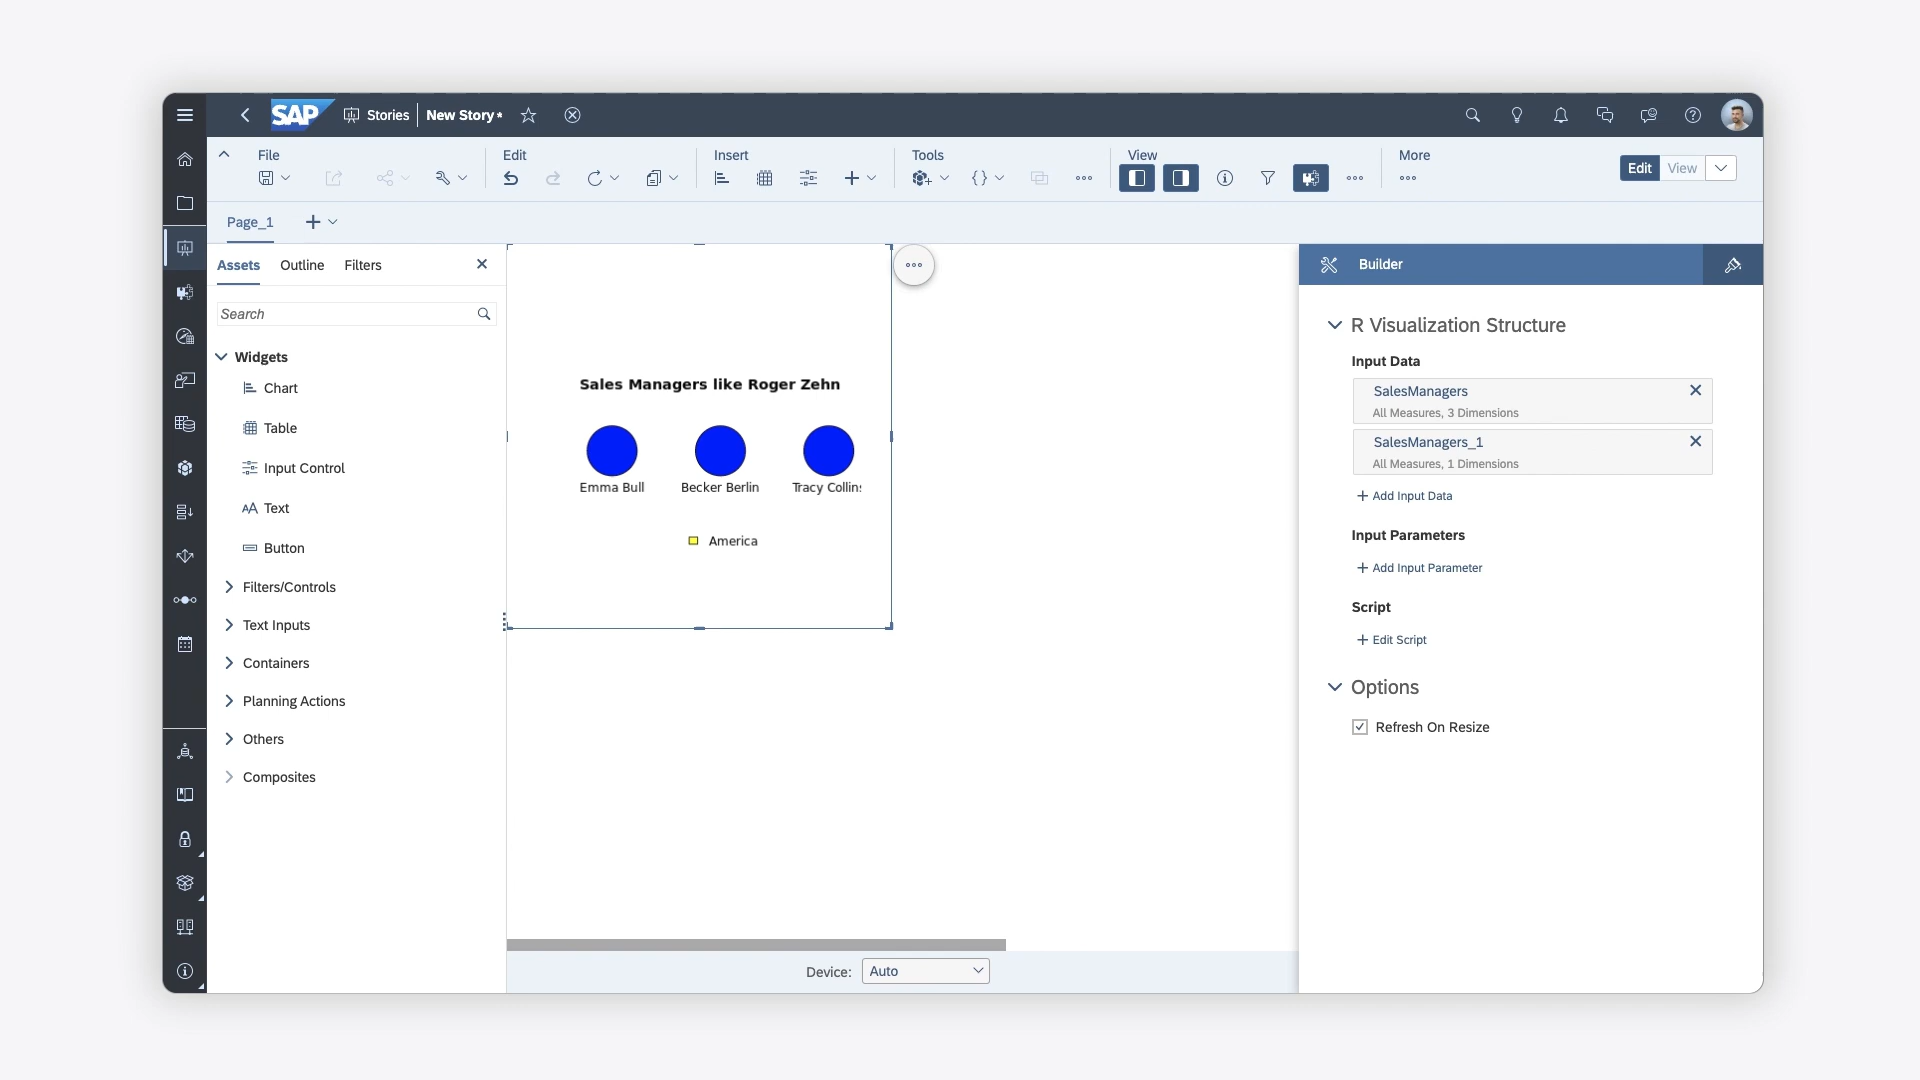 SAP
Stories
New Story*
File
Edit
Insert
Tools
View
More
Edit
View
Page_1
Assets
Outline
Filters
Search
Widgets
Chart
Table
Input Control
Text
Button
Filters/Controls
Text Inputs
Containers
Planning Actions
Others
Composites
Sales Managers like Roger Zehn
Emma Bull
Becker Berlin
Tracy Collins
America
Device:
Auto
Builder
R Visualization Structure
Input Data
SalesManagers
All Measures, 3 Dimensions
SalesManagers_1
All Measures, 1 Dimensions
Add Input Data
Input Parameters
Add Input Parameter
Script
Edit Script
Options
Refresh On Resize